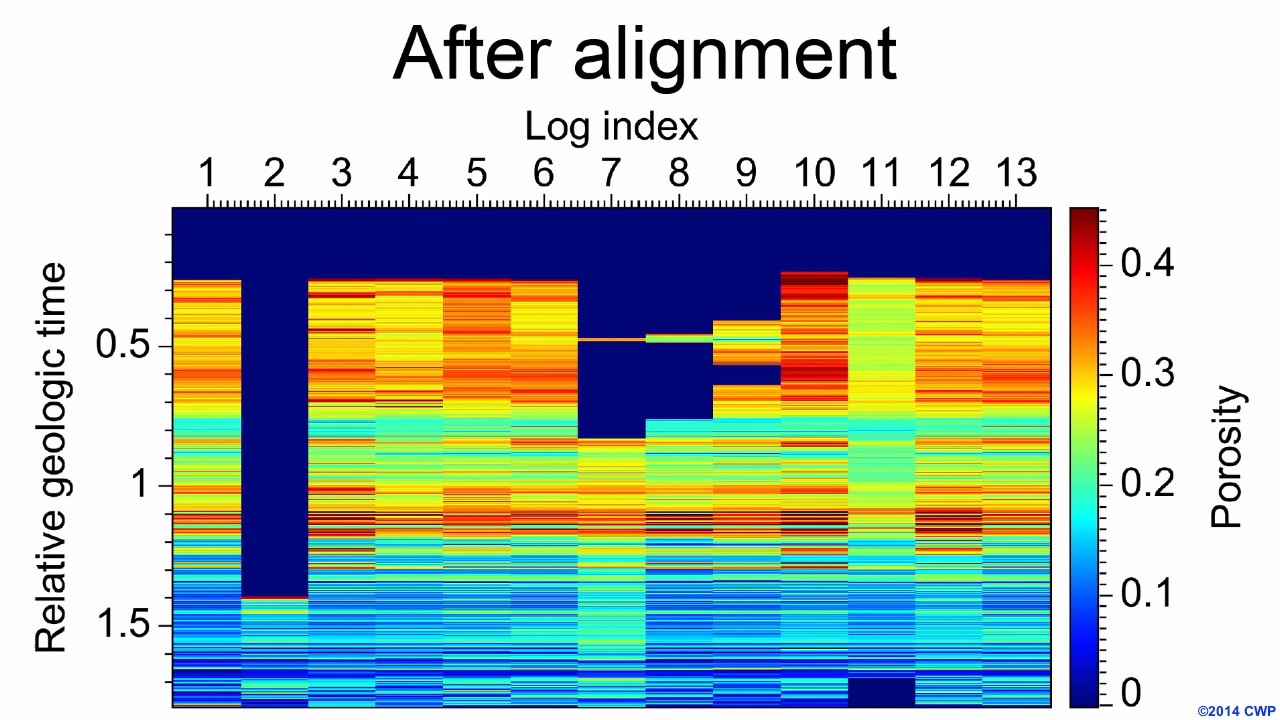 After alignment
Log index
1 2 3 4 5 6 7 8 9 10 11 12 13
Relative geologic time
0.5
1
1.5
0.4
0.3
0.2
0.1
0
Porosity
©2014 CWP